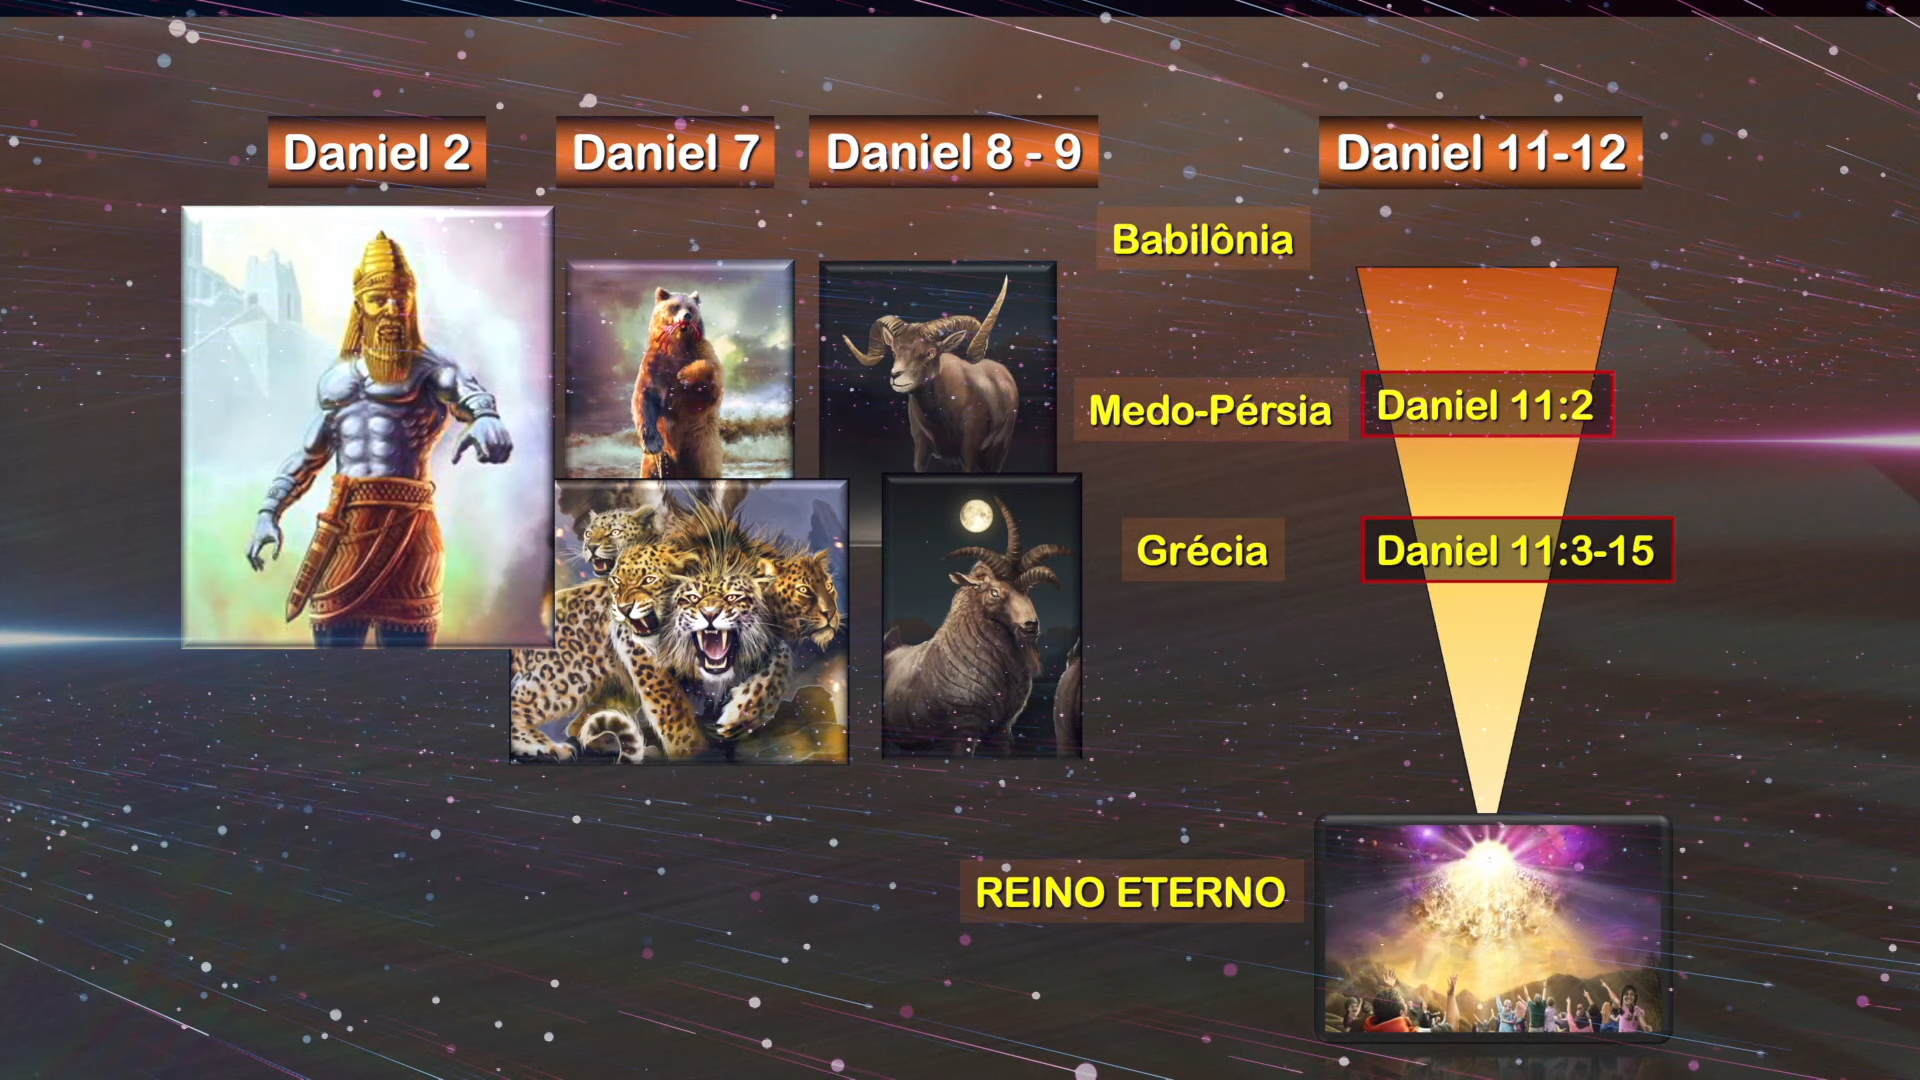 Daniel 2
Daniel 7
Daniel 8 - 9
Daniel 11-12
Babilônia
Medo-Pérsia
Daniel 11:2
Grécia
Daniel 11:3-15
REINO ETERNO